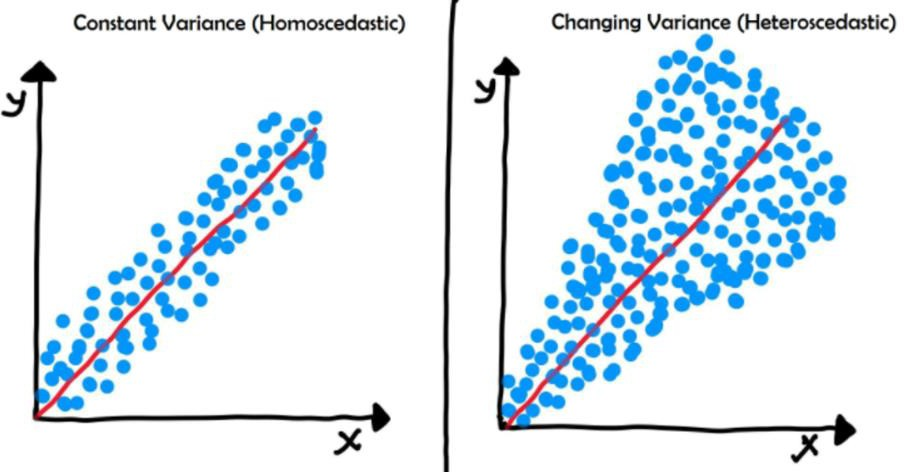 Constant Variance (Homoscedastic)
y
x
Changing Variance (Heteroscedastic)
y
x